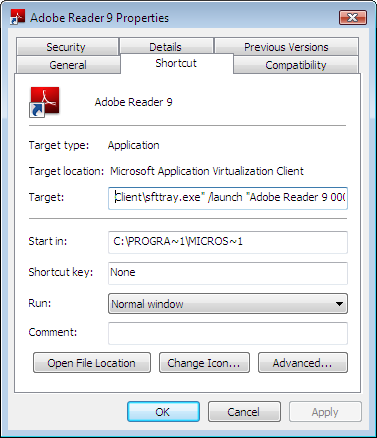 Adobe Reader 9 Properties
Security Details Previous Versions
General Shortcut Compatibility
Adobe Reader 9
Target type: Application
Target location: Microsoft Application Virtualization Client
Target: Client\sfttray.exe" /launch "Adobe Reader 9 000
Start in: C:\PROGRA~1\MICROS~1
Shortcut key: None
Run: Normal window
Comment:
Open File Location Change Icon... Advanced...
OK Cancel Apply